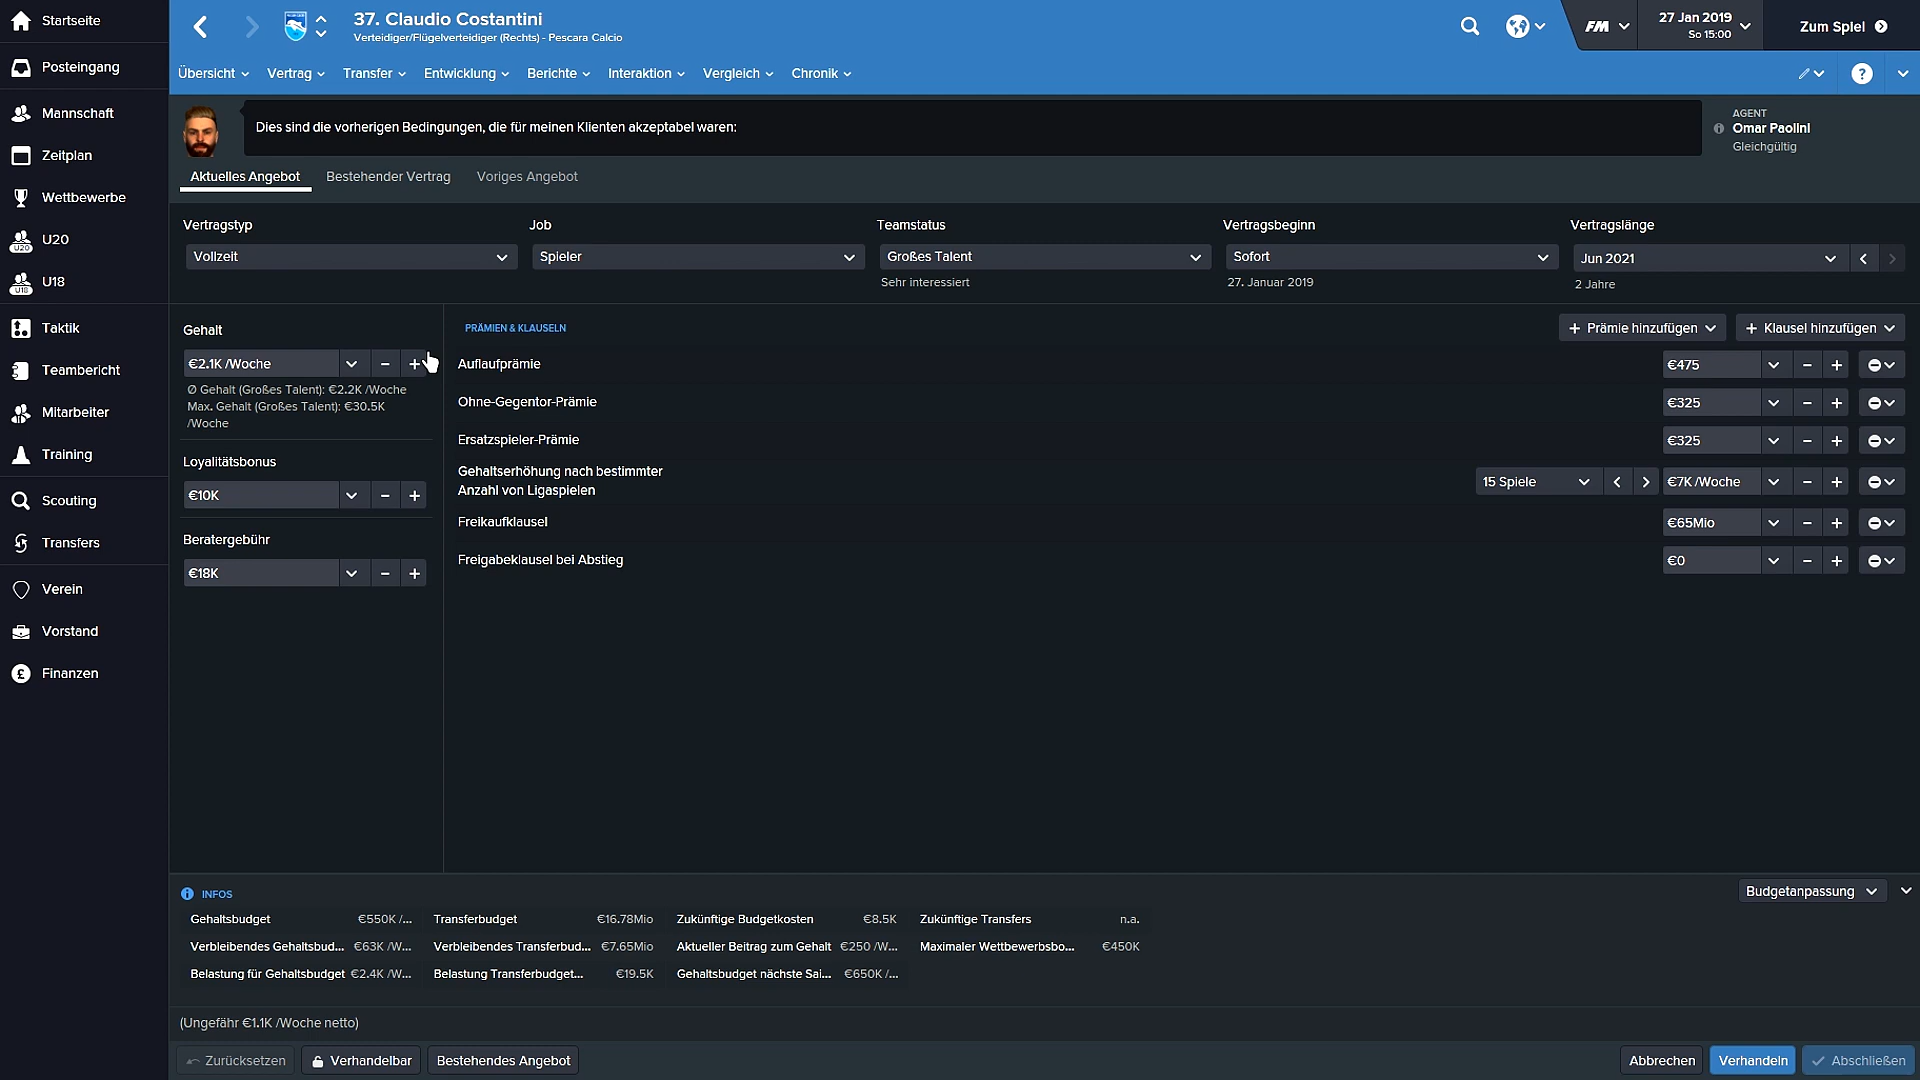 Startseite
Posteingang
Mannschaft
Zeitplan
Wettbewerbe
U20
U20
U18
U18
Taktik
Teambericht
Mitarbeiter
Training
Scouting
Transfers
Verein
Vorstand
Finanzen
37. Claudio Costantini
Verteidiger/Flügelverteidiger (Rechts) - Pescara Calcio
FM
27 Jan 2019
So 15:00
Zum Spiel
Übersicht
Vertrag
Transfer
Entwicklung
Berichte
Interaktion
Vergleich
Chronik
?
Dies sind die vorherigen Bedingungen, die für meinen Klienten akzeptabel waren:
AGENT
Omar Paolini
Gleichgültig
Aktuelles Angebot
Bestehender Vertrag
Voriges Angebot
Vertragstyp
Vollzeit
Job
Spieler
Teamstatus
Großes Talent
Sehr interessiert
Vertragsbeginn
Sofort
27. Januar 2019
Vertragslänge
Jun 2021
2 Jahre
Gehalt
€2.1K /Woche
Ø Gehalt (Großes Talent): €2.2K /Woche
Max. Gehalt (Großes Talent): €30.5K
/Woche
Loyalitätsbonus
€10K
Beratergebühr
€18K
PRÄMIEN & KLAUSELN
+ Prämie hinzufügen
+ Klausel hinzufügen
Auflaufprämie
€475
Ohne-Gegentor-Prämie
€325
Ersatzspieler-Prämie
€325
Gehaltserhöhung nach bestimmter
Anzahl von Ligaspielen
15 Spiele
€7K /Woche
Freikaufklausel
€65Mio
Freigabeklausel bei Abstieg
€0
INFOS
Budgetanpassung
Gehaltsbudget €550K /...
Transferbudget €16.78Mio
Zukünftige Budgetkosten €8.5K
Zukünftige Transfers n.a.
Verbleibendes Gehaltsbud... €63K /W...
Verbleibendes Transferbud... €7.65Mio
Aktueller Beitrag zum Gehalt €250 /W...
Maximaler Wettbewerbsbo... €450K
Belastung für Gehaltsbudget €2.4K /W...
Belastung Transferbudget... €19.5K
Gehaltsbudget nächste Sai... €650K /...
(Ungefähr €1.1K /Woche netto)
Zurücksetzen
Verhandelbar
Bestehendes Angebot
Abbrechen
Verhandeln
Abschließen